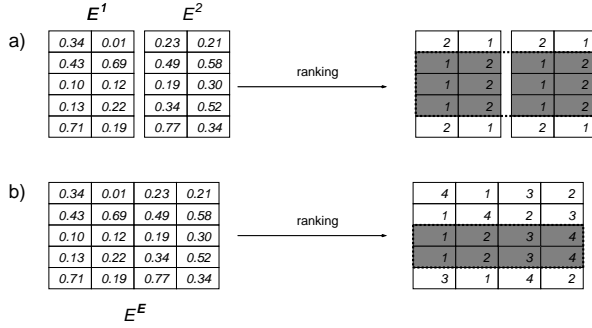 E¹ E²
a) 0.34 0.01 0.23 0.21 2 1 2 1
0.43 0.69 0.49 0.58 1 2 1 2
0.10 0.12 0.19 0.30 ranking 1 2 1 2
0.13 0.22 0.34 0.52 1 2 1 2
0.71 0.19 0.77 0.34 2 1 2 1
b) 0.34 0.01 0.23 0.21 4 1 3 2
0.43 0.69 0.49 0.58 ranking 1 4 2 3
0.10 0.12 0.19 0.30 1 2 3 4
0.13 0.22 0.34 0.52 1 2 3 4
0.71 0.19 0.77 0.34 3 1 4 2
Eᴱ